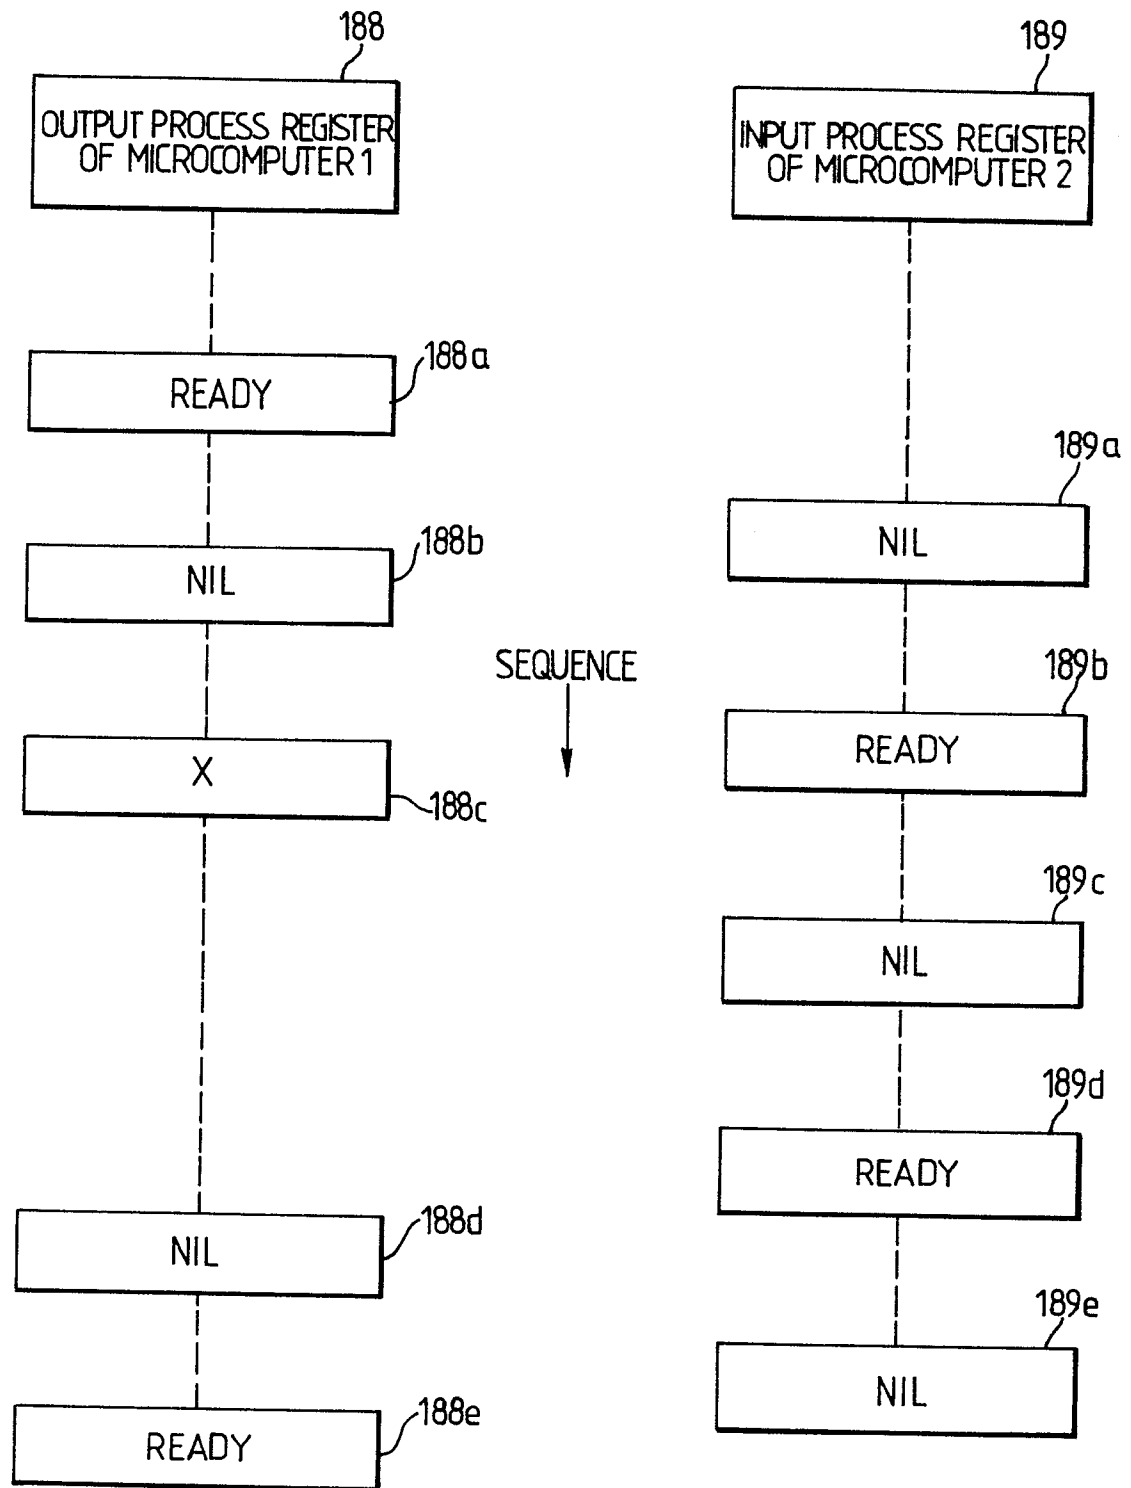 188
OUTPUT PROCESS REGISTER
OF MICROCOMPUTER 1
188a
READY
188b
NIL
X
188c
188d
NIL
188e
READY
SEQUENCE
189
INPUT PROCESS REGISTER
OF MICROCOMPUTER 2
189a
NIL
189b
READY
189c
NIL
189d
READY
189e
NIL